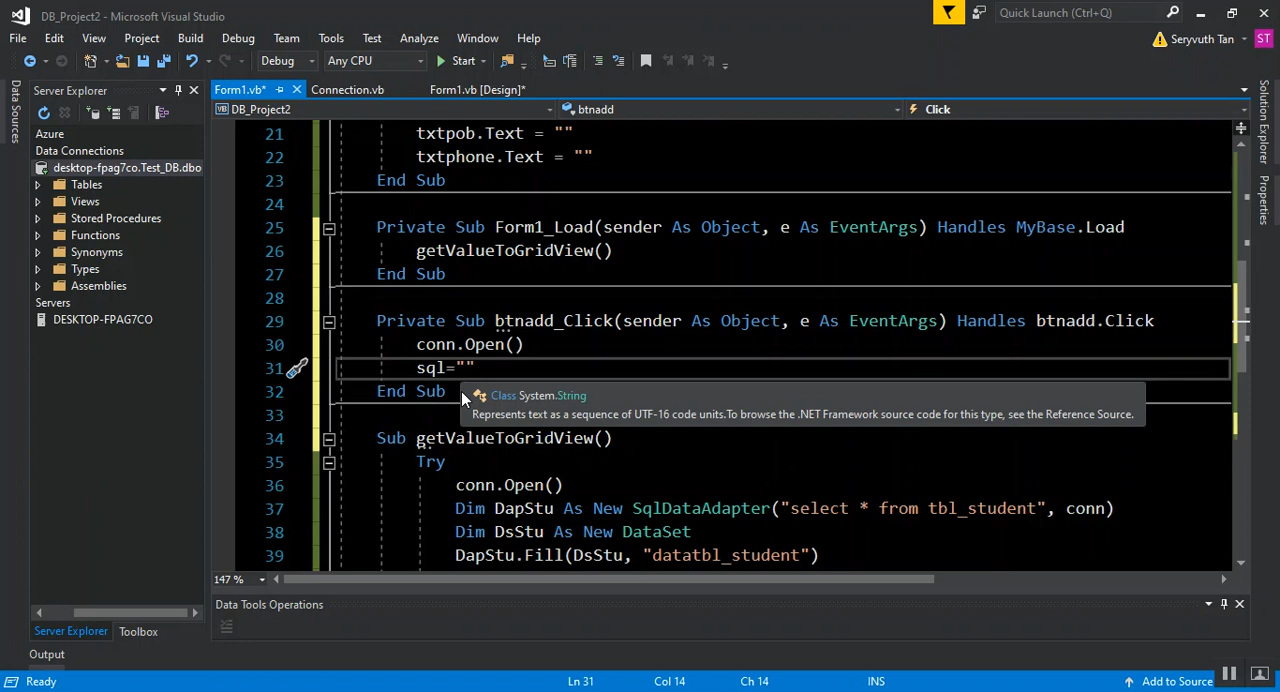 DB_Project2 - Microsoft Visual Studio
Quick Launch (Ctrl+Q)
File Edit View Project Build Debug Team Tools Test Analyze Window Help
Seryvuth Tan ST
Debug Any CPU Start
Data Sources
Server Explorer
Azure
Data Connections
desktop-fpag7co.Test_DB.dbo
Tables
Views
Stored Procedures
Functions
Synonyms
Types
Assemblies
Servers
DESKTOP-FPAG7CO
Server Explorer Toolbox
Form1.vb* Connection.vb Form1.vb [Design]*
VB DB_Project2 btnadd Click
21 txtpob.Text = ""
22 txtphone.Text = ""
23 End Sub
24
25 Private Sub Form1_Load(sender As Object, e As EventArgs) Handles MyBase.Load
26 getValueToGridView()
27 End Sub
28
29 Private Sub btnadd_Click(sender As Object, e As EventArgs) Handles btnadd.Click
30 conn.Open()
31 sql=""
32 End Sub
Class System.String
Represents text as a sequence of UTF-16 code units.To browse the .NET Framework source code for this type, see the Reference Source.
33
34 Sub getValueToGridView()
35 Try
36 conn.Open()
37 Dim DapStu As New SqlDataAdapter("select * from tbl_student", conn)
38 Dim DsStu As New DataSet
39 DapStu.Fill(DsStu, "datatbl_student")
147 %
Data Tools Operations
Solution Explorer
Properties
Output
Ready Ln 31 Col 14 Ch 14 INS Add to Source